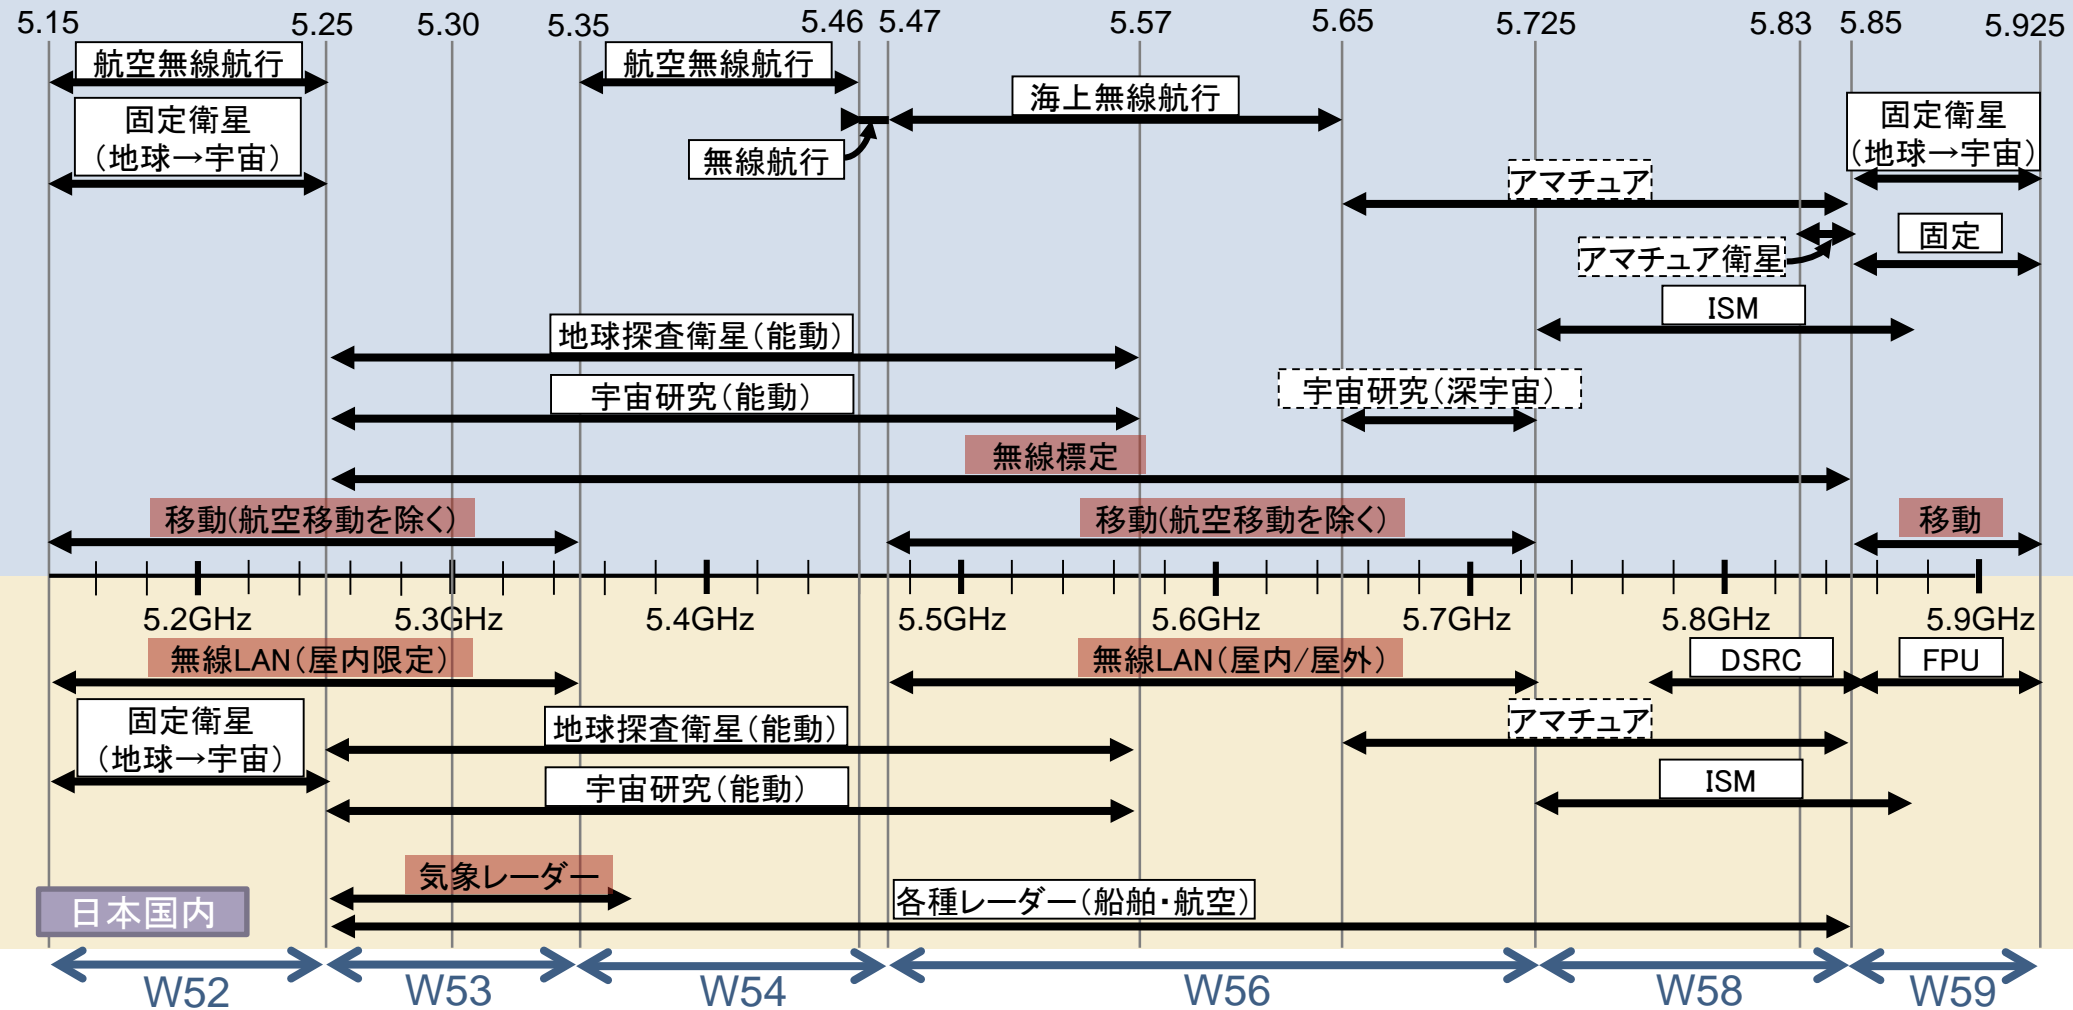 5.15 5.25 5.30 5.35 5.46 5.47 5.57 5.65 5.725 5.83 5.85 5.925
航空無線航行
航空無線航行
固定衛星
(地球→宇宙)
海上無線航行
無線航行
固定衛星
(地球→宇宙)
アマチュア
アマチュア衛星
固定
ISM
地球探査衛星(能動)
宇宙研究(能動)
宇宙研究(深宇宙)
無線標定
移動(航空移動を除く)
移動(航空移動を除く)
移動
5.2GHz 5.3GHz 5.4GHz 5.5GHz 5.6GHz 5.7GHz 5.8GHz 5.9GHz
無線LAN(屋内限定)
無線LAN(屋内/屋外)
DSRC
FPU
固定衛星
(地球→宇宙)
地球探査衛星(能動)
アマチュア
宇宙研究(能動)
ISM
気象レーダー
各種レーダー(船舶・航空)
日本国内
W52 W53 W54 W56 W58 W59